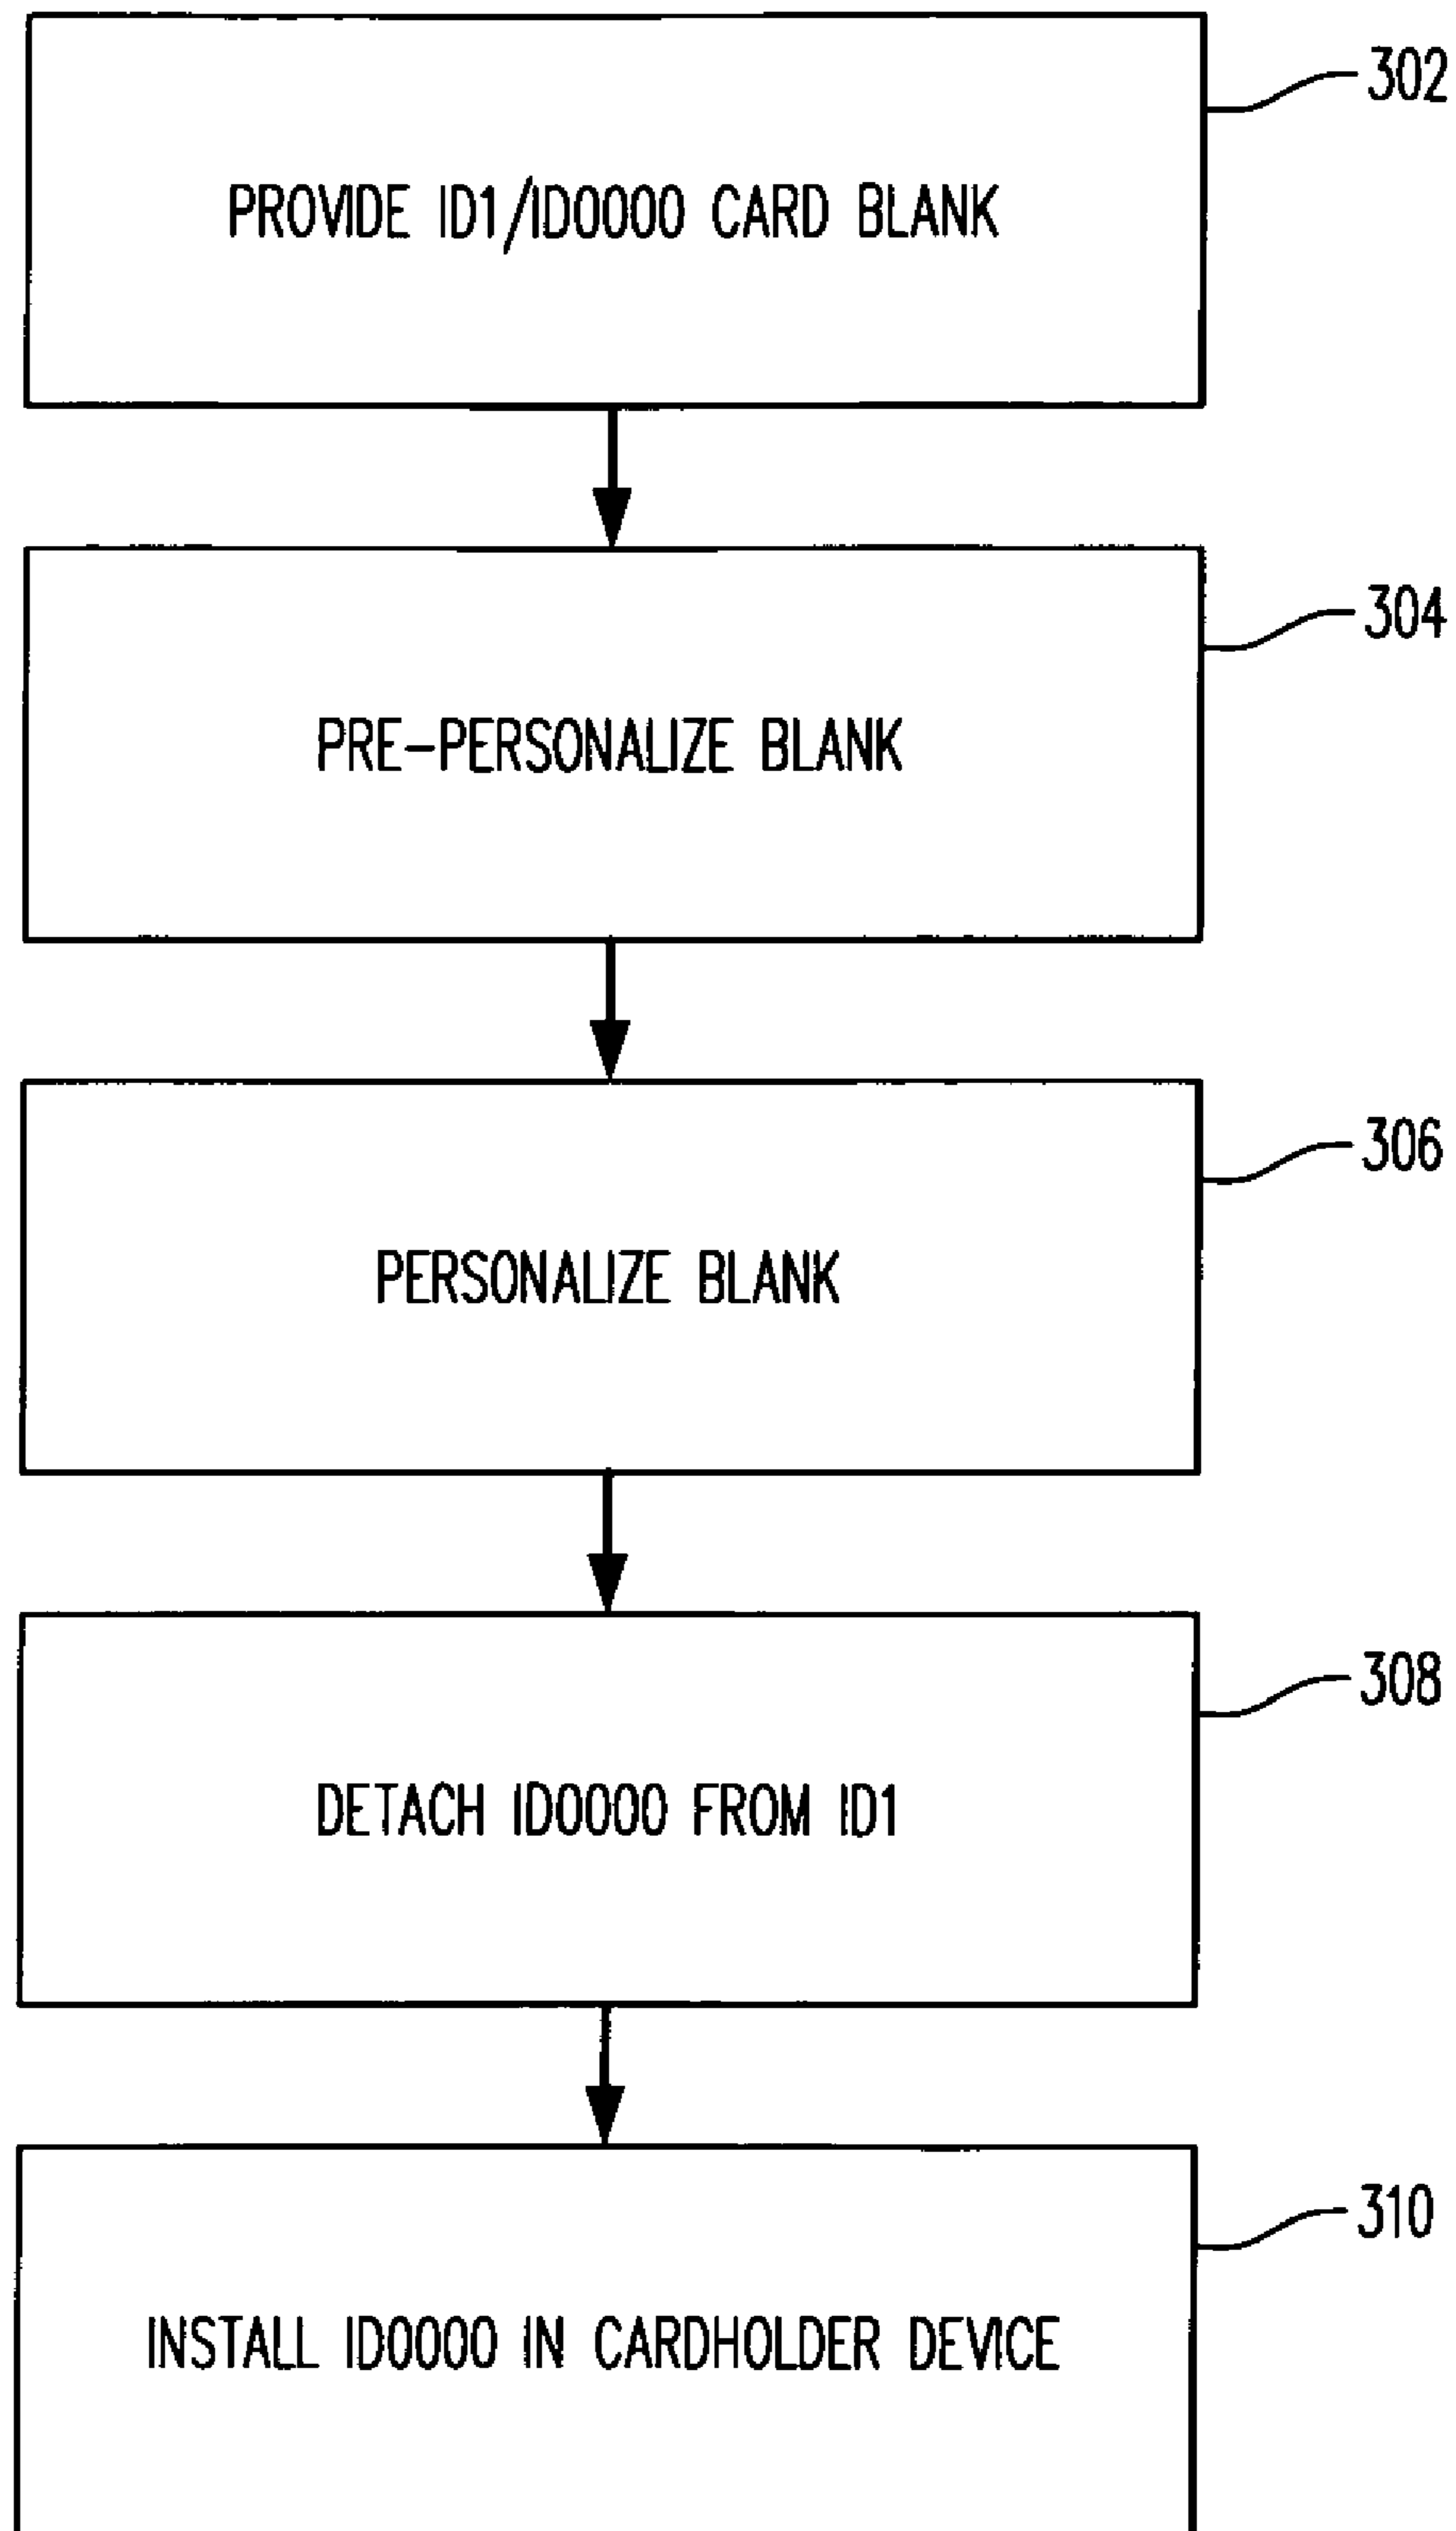 302
PROVIDE ID1/ID0000 CARD BLANK
304
PRE-PERSONALIZE BLANK
306
PERSONALIZE BLANK
308
DETACH ID0000 FROM ID1
310
INSTALL ID0000 IN CARDHOLDER DEVICE